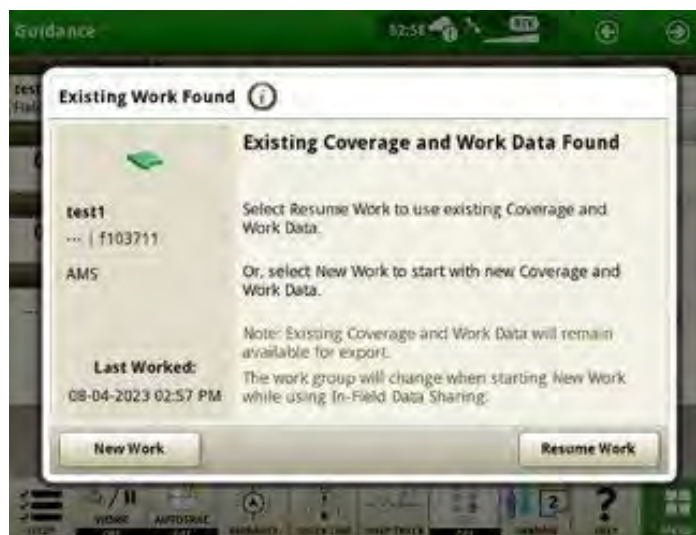 Guidance
Existing Work Found
Existing Coverage and Work Data Found
test1
--- | f103711
AMS
Last Worked:
08-04-2023 02:57 PM
Select Resume Work to use existing Coverage and
Work Data.
Or, select New Work to start with new Coverage and
Work Data.
Note: Existing Coverage and Work Data will remain
available for export.
The work group will change when starting New Work
while using In-Field Data Sharing.
New Work
Resume Work
WORK
AUTOTRAC
2
?